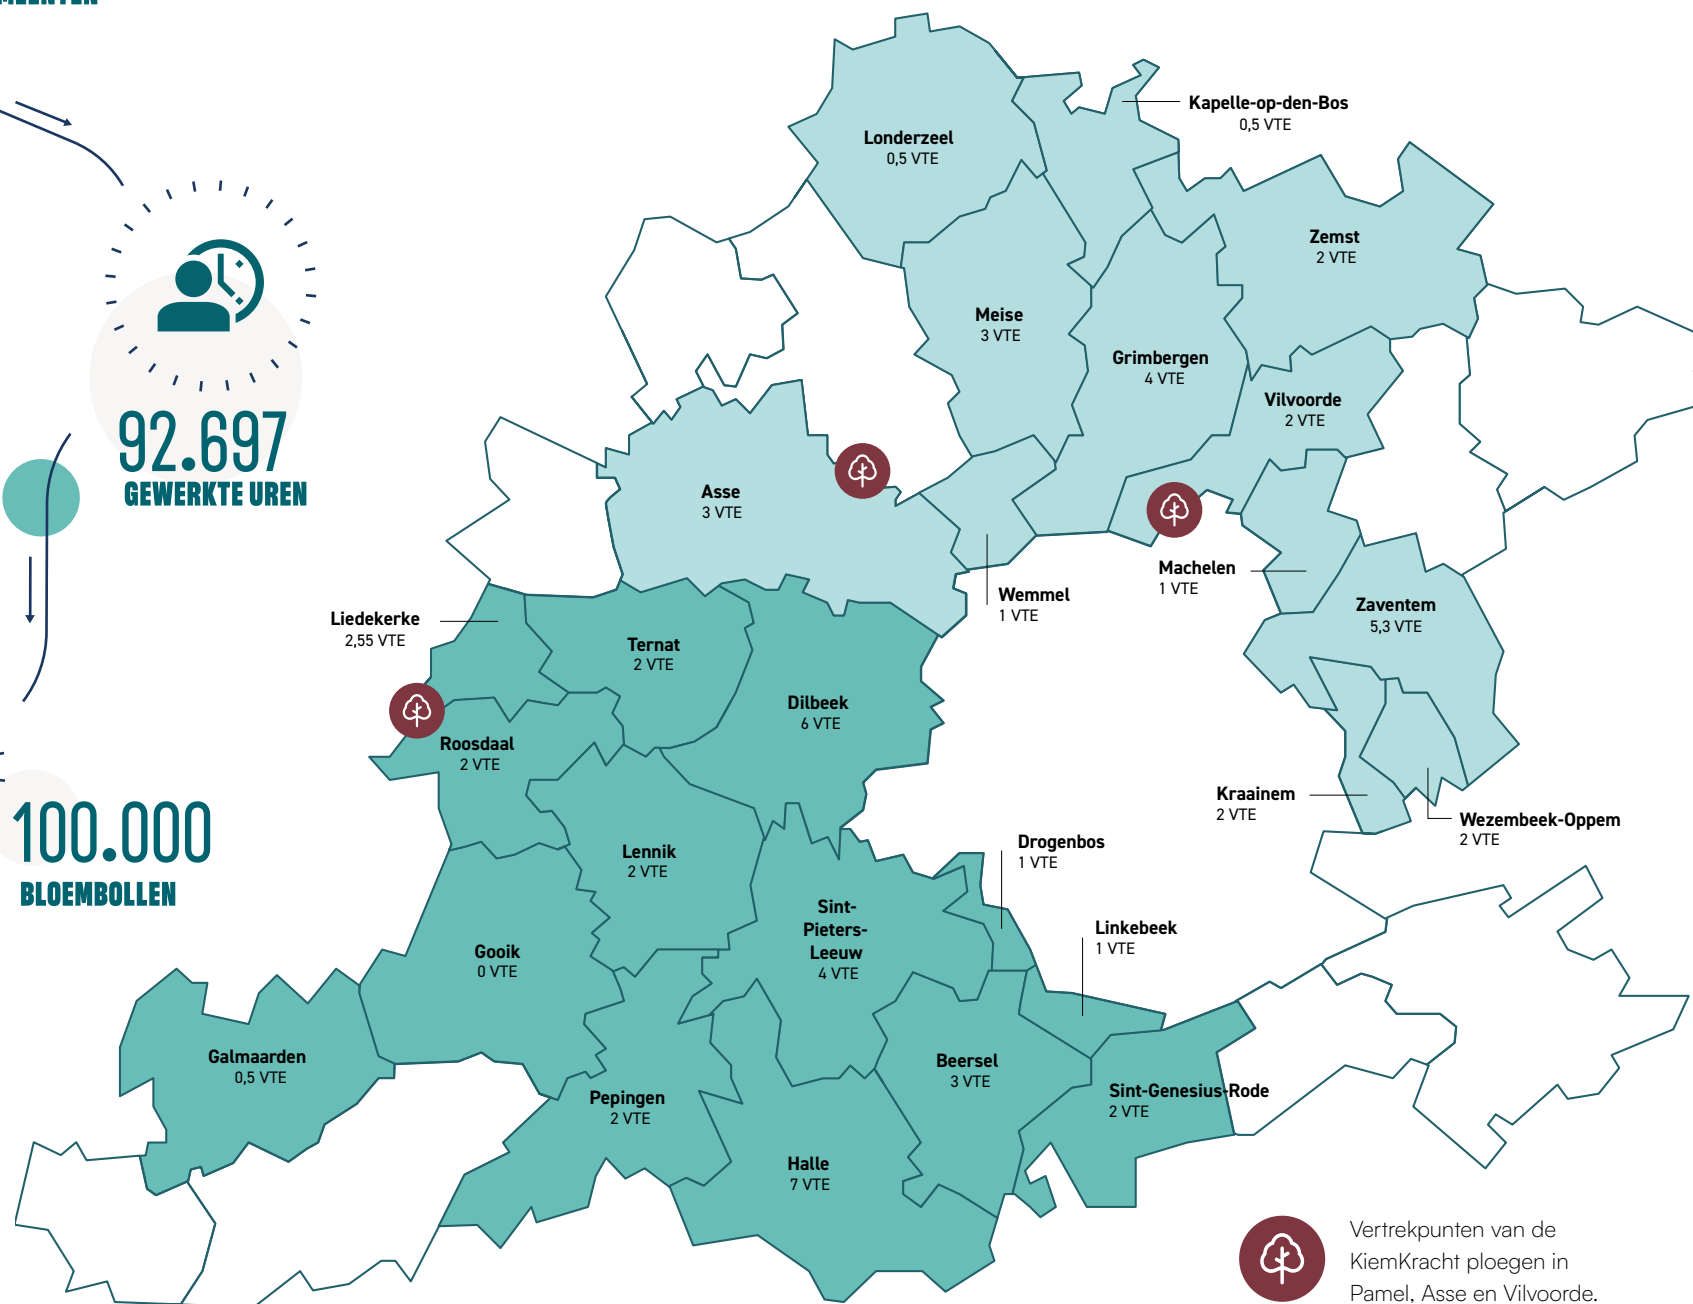 Kapelle-op-den-Bos
0,5 VTE
Londerzeel
0,5 VTE
Zemst
2 VTE
Meise
3 VTE
Grimbergen
4 VTE
Vilvoorde
2 VTE
92.697
GEWERKTE UREN
Asse
3 VTE
Machelen
1 VTE
Wemmel
1 VTE
Zaventem
5,3 VTE
Liedekerke
2,55 VTE
Ternat
2 VTE
Dilbeek
6 VTE
Roosdaal
2 VTE
Kraainem
2 VTE
Wezembeek-Oppem
2 VTE
100.000
BLOEMBOLLEN
Lennik
2 VTE
Drogenbos
1 VTE
Sint-
Pieters-
Leeuw
4 VTE
Linkebeek
1 VTE
Gooik
0 VTE
Galmaarden
0,5 VTE
Beersel
3 VTE
Pepingen
2 VTE
Sint-Genesius-Rode
2 VTE
Halle
7 VTE
Vertrekpunten van de
KiemKracht ploegen in
Pamel, Asse en Vilvoorde.